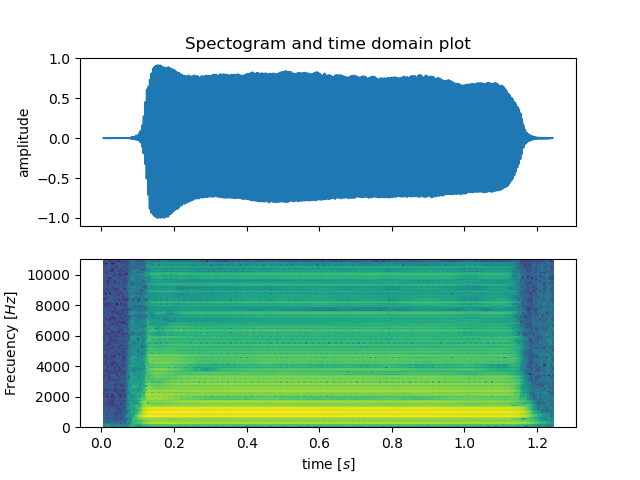 Spectogram and time domain plot
1.0
0.5
0.0
−0.5
−1.0
amplitude
10000
8000
6000
4000
2000
0
Frecuency [Hz]
0.0 0.2 0.4 0.6 0.8 1.0 1.2
time [s]